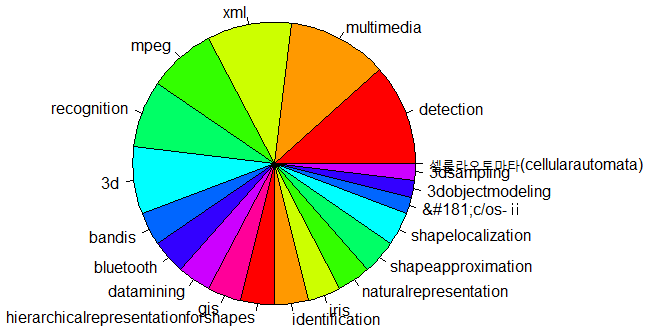 xml
multimedia
mpeg
detection
recognition
셀룰라오토마타(cellularautomata)
3dsampting
3d
3dobjectmodeling
&#181;c/os-ⅱ
bandis
shapelocalization
bluetooth
shapeapproximation
datamining
naturalrepresentation
gis
iris
hierarchicalrepresentationforshapes
identification